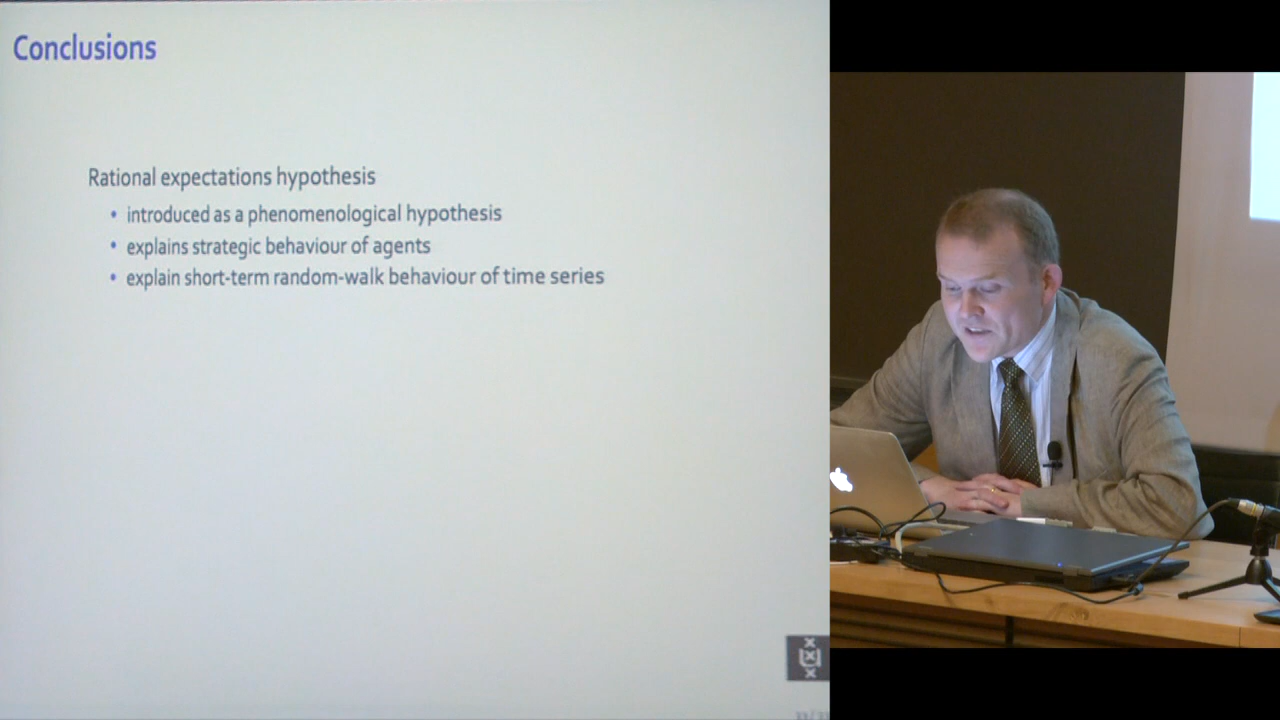 Conclusions
Rational expectations hypothesis
• introduced as a phenomenological hypothesis
• explains strategic behaviour of agents
• explain short-term random-walk behaviour of time series